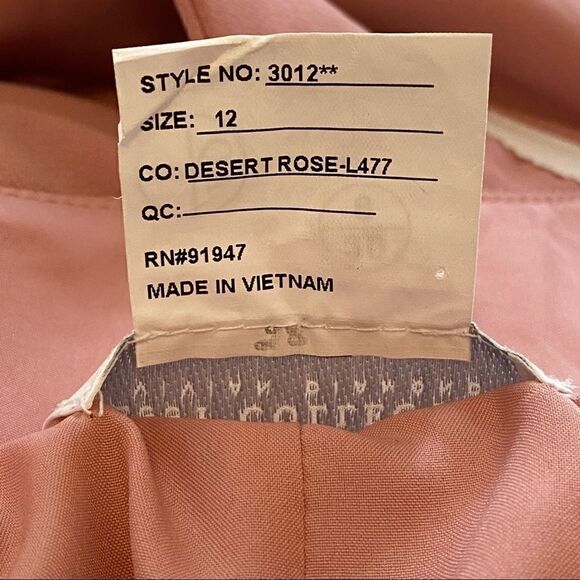 STYLE NO: 3012**
SIZE: 12
CO: DESERT ROSE-L477
QC:
RN#91947
MADE IN VIETNAM